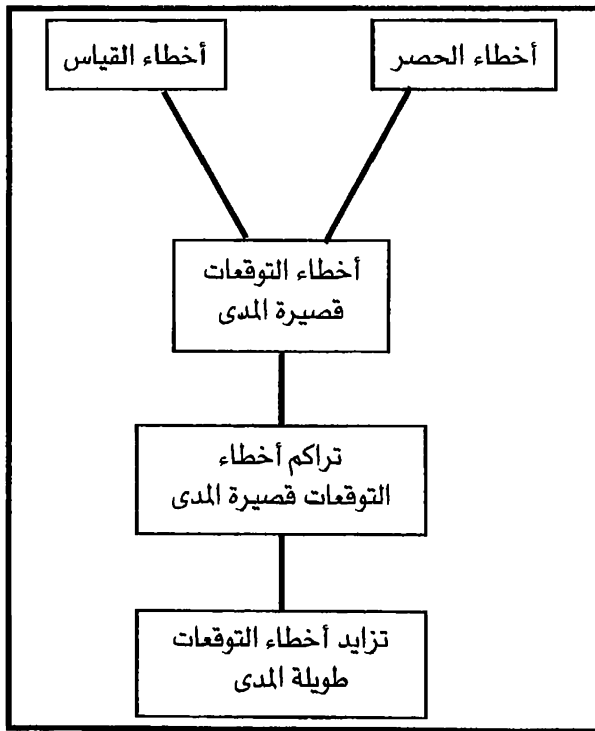 أخطاء الحصر
أخطاء القياس
أخطاء التوقعات
قصيرة المدى
تراكم أخطاء
التوقعات قصيرة المدى
تزايد أخطاء التوقعات
طويلة المدى